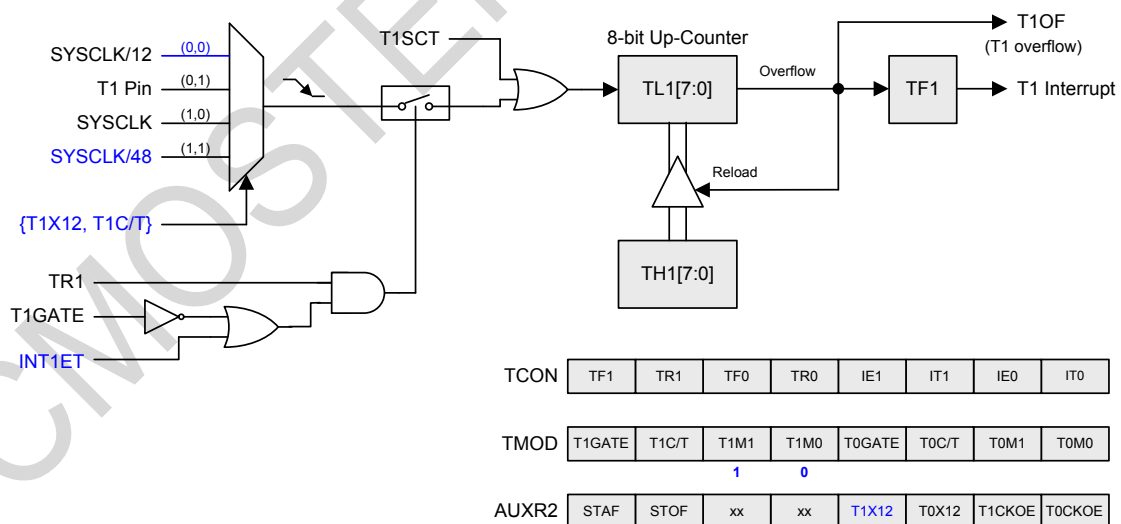 T1OF
(T1 overflow)
T1SCT
8-bit Up-Counter
SYSCLK/12 (0,0)
T1 Pin (0,1)
SYSCLK (1,0)
SYSCLK/48 (1,1)
TL1[7:0]
Overflow
TF1
T1 Interrupt
Reload
{T1X12, T1C/T}
TH1[7:0]
TR1
T1GATE
INT1ET
TCON TF1 TR1 TF0 TR0 IE1 IT1 IE0 IT0
TMOD T1GATE T1C/T T1M1 T1M0 T0GATE T0C/T T0M1 T0M0
1 0
AUXR2 STAF STOF xx xx T1X12 T0X12 T1CKOE T0CKOE